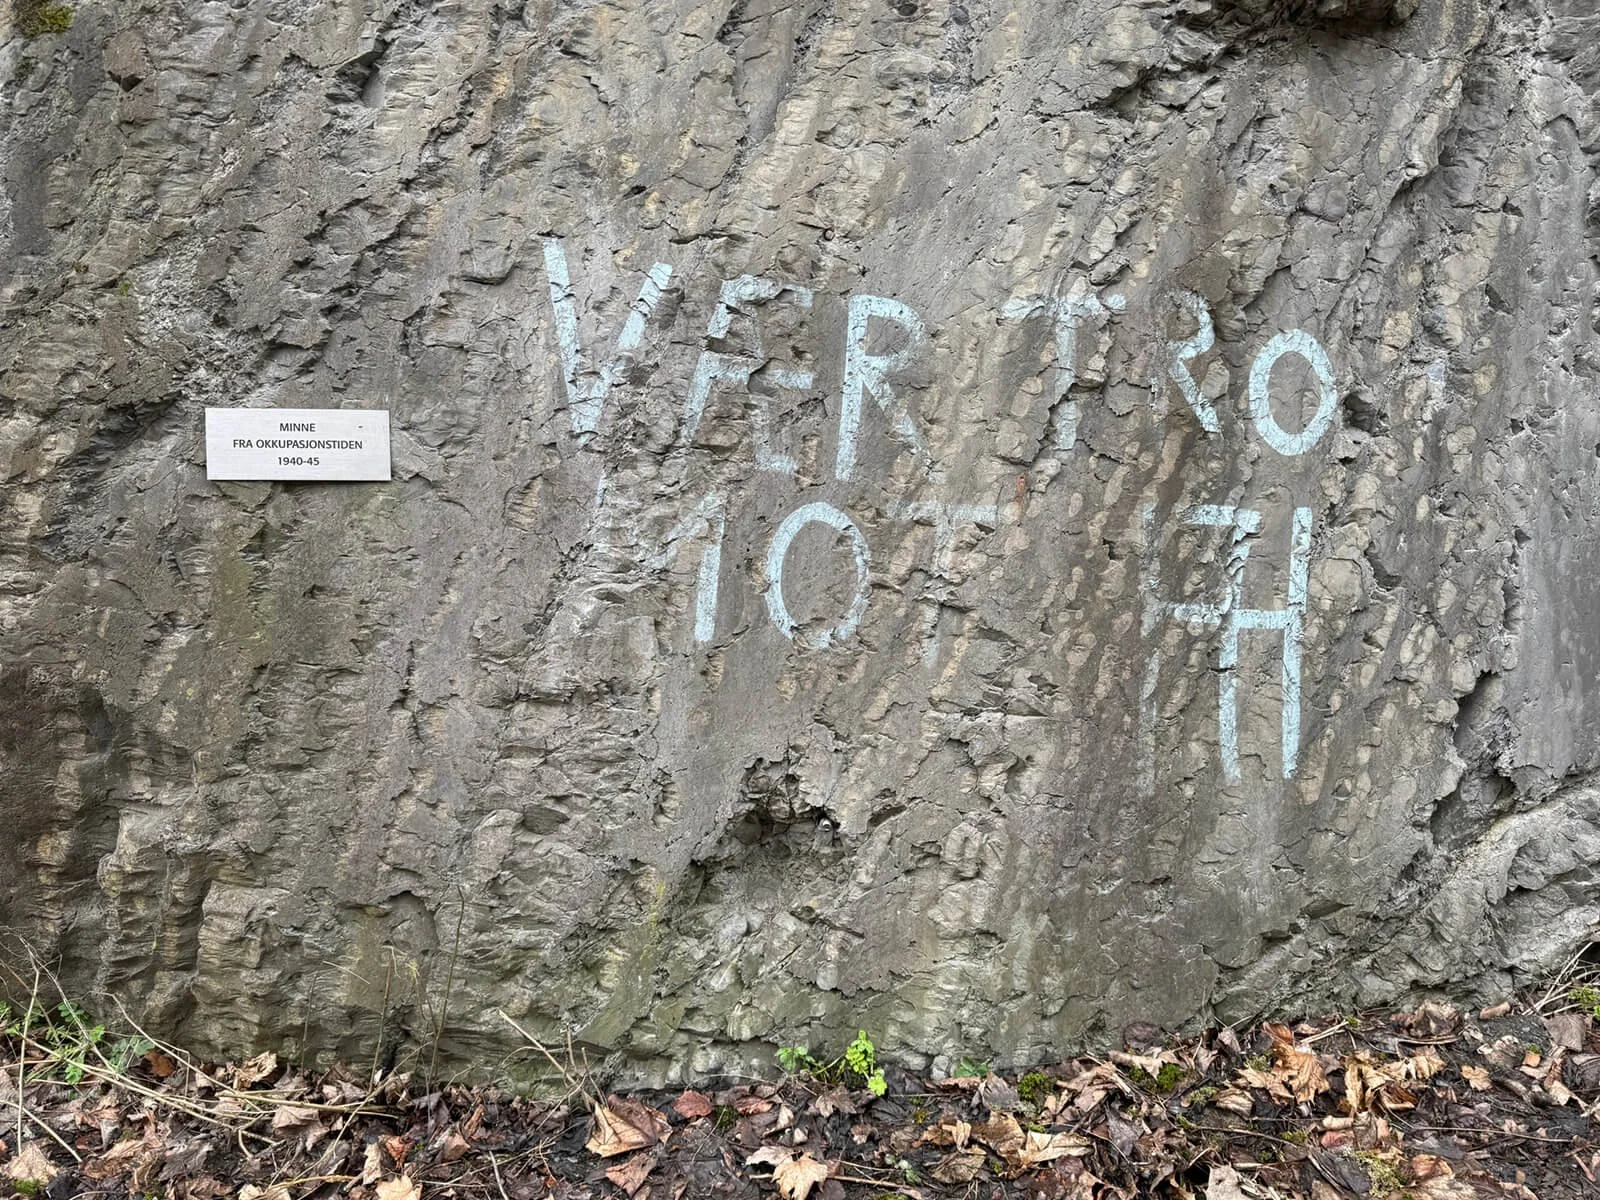 MINNE
FRA OKKUPASJONSTIDEN
1940-45
VÆR TRO
MOT H7